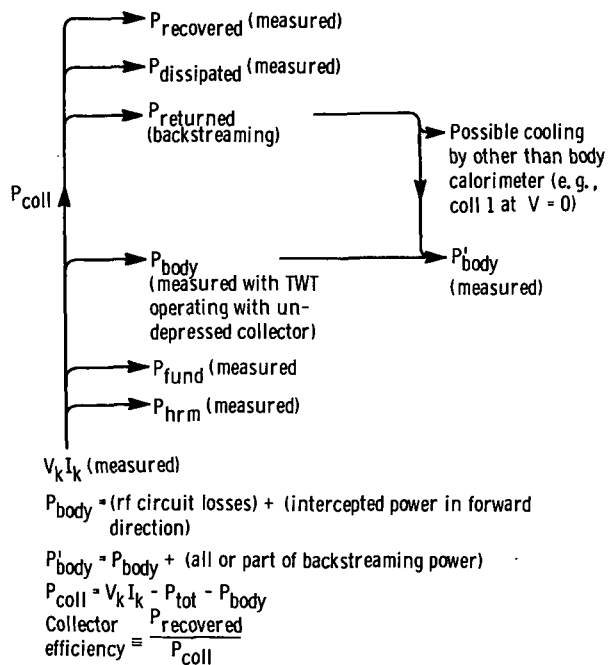 P_recovered (measured)
P_dissipated (measured)
P_returned
(backstreaming)
Possible cooling
by other than body
calorimeter (e. g.,
coll 1 at V = 0)
P_coll
P_body
(measured with TWT
operating with un-
depressed collector)
P'_body
(measured)
P_fund (measured
P_hrm (measured)
V_k I_k (measured)
P_body = (rf circuit losses) + (intercepted power in forward
direction)
P'_body = P_body + (all or part of backstreaming power)
P_coll = V_k I_k - P_tot - P_body
Collector
efficiency ≡ P_recovered / P_coll